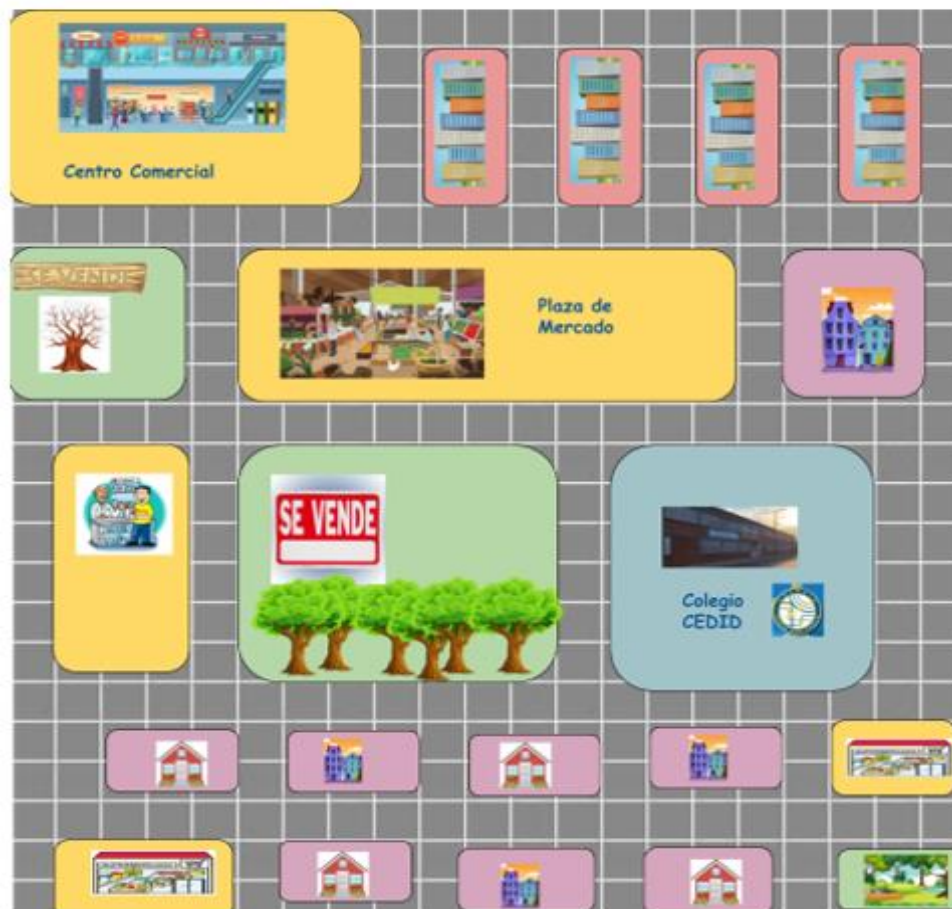 Centro Comercial
SE VENDE
Plaza de
Mercado
SE VENDE
Colegio
CEDID